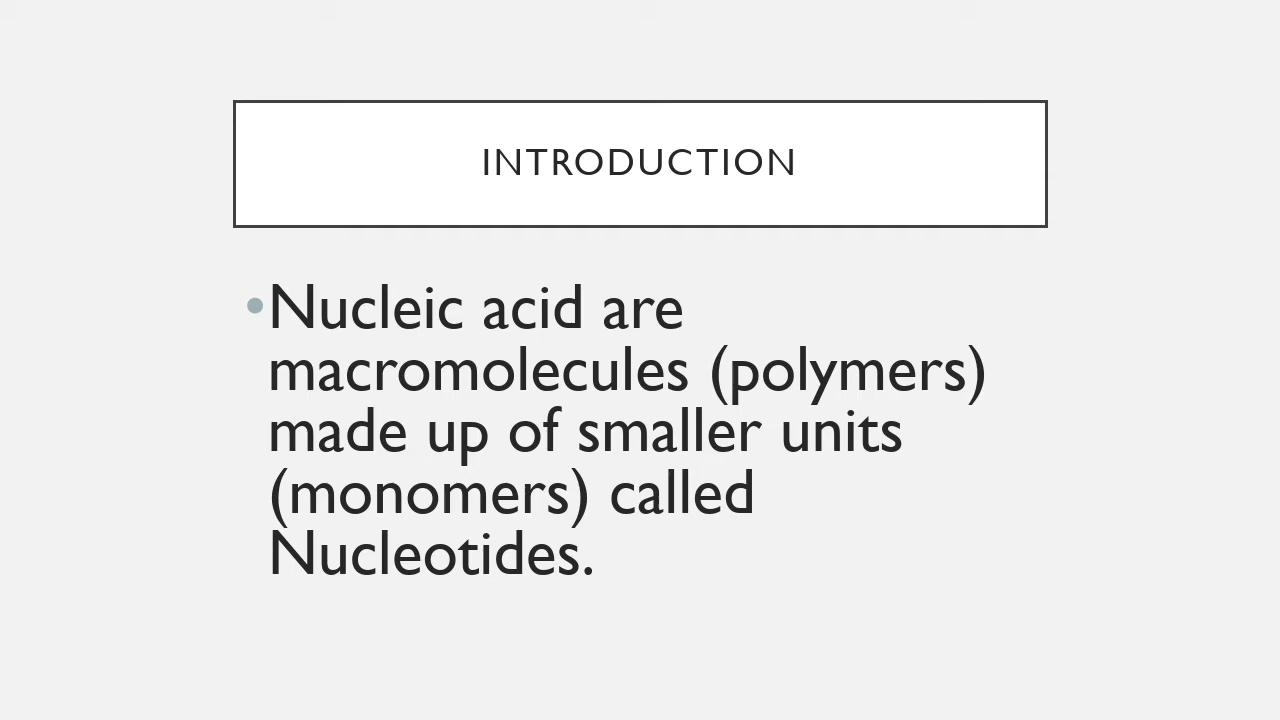 INTRODUCTION
•Nucleic acid are
macromolecules (polymers)
made up of smaller units
(monomers) called
Nucleotides.